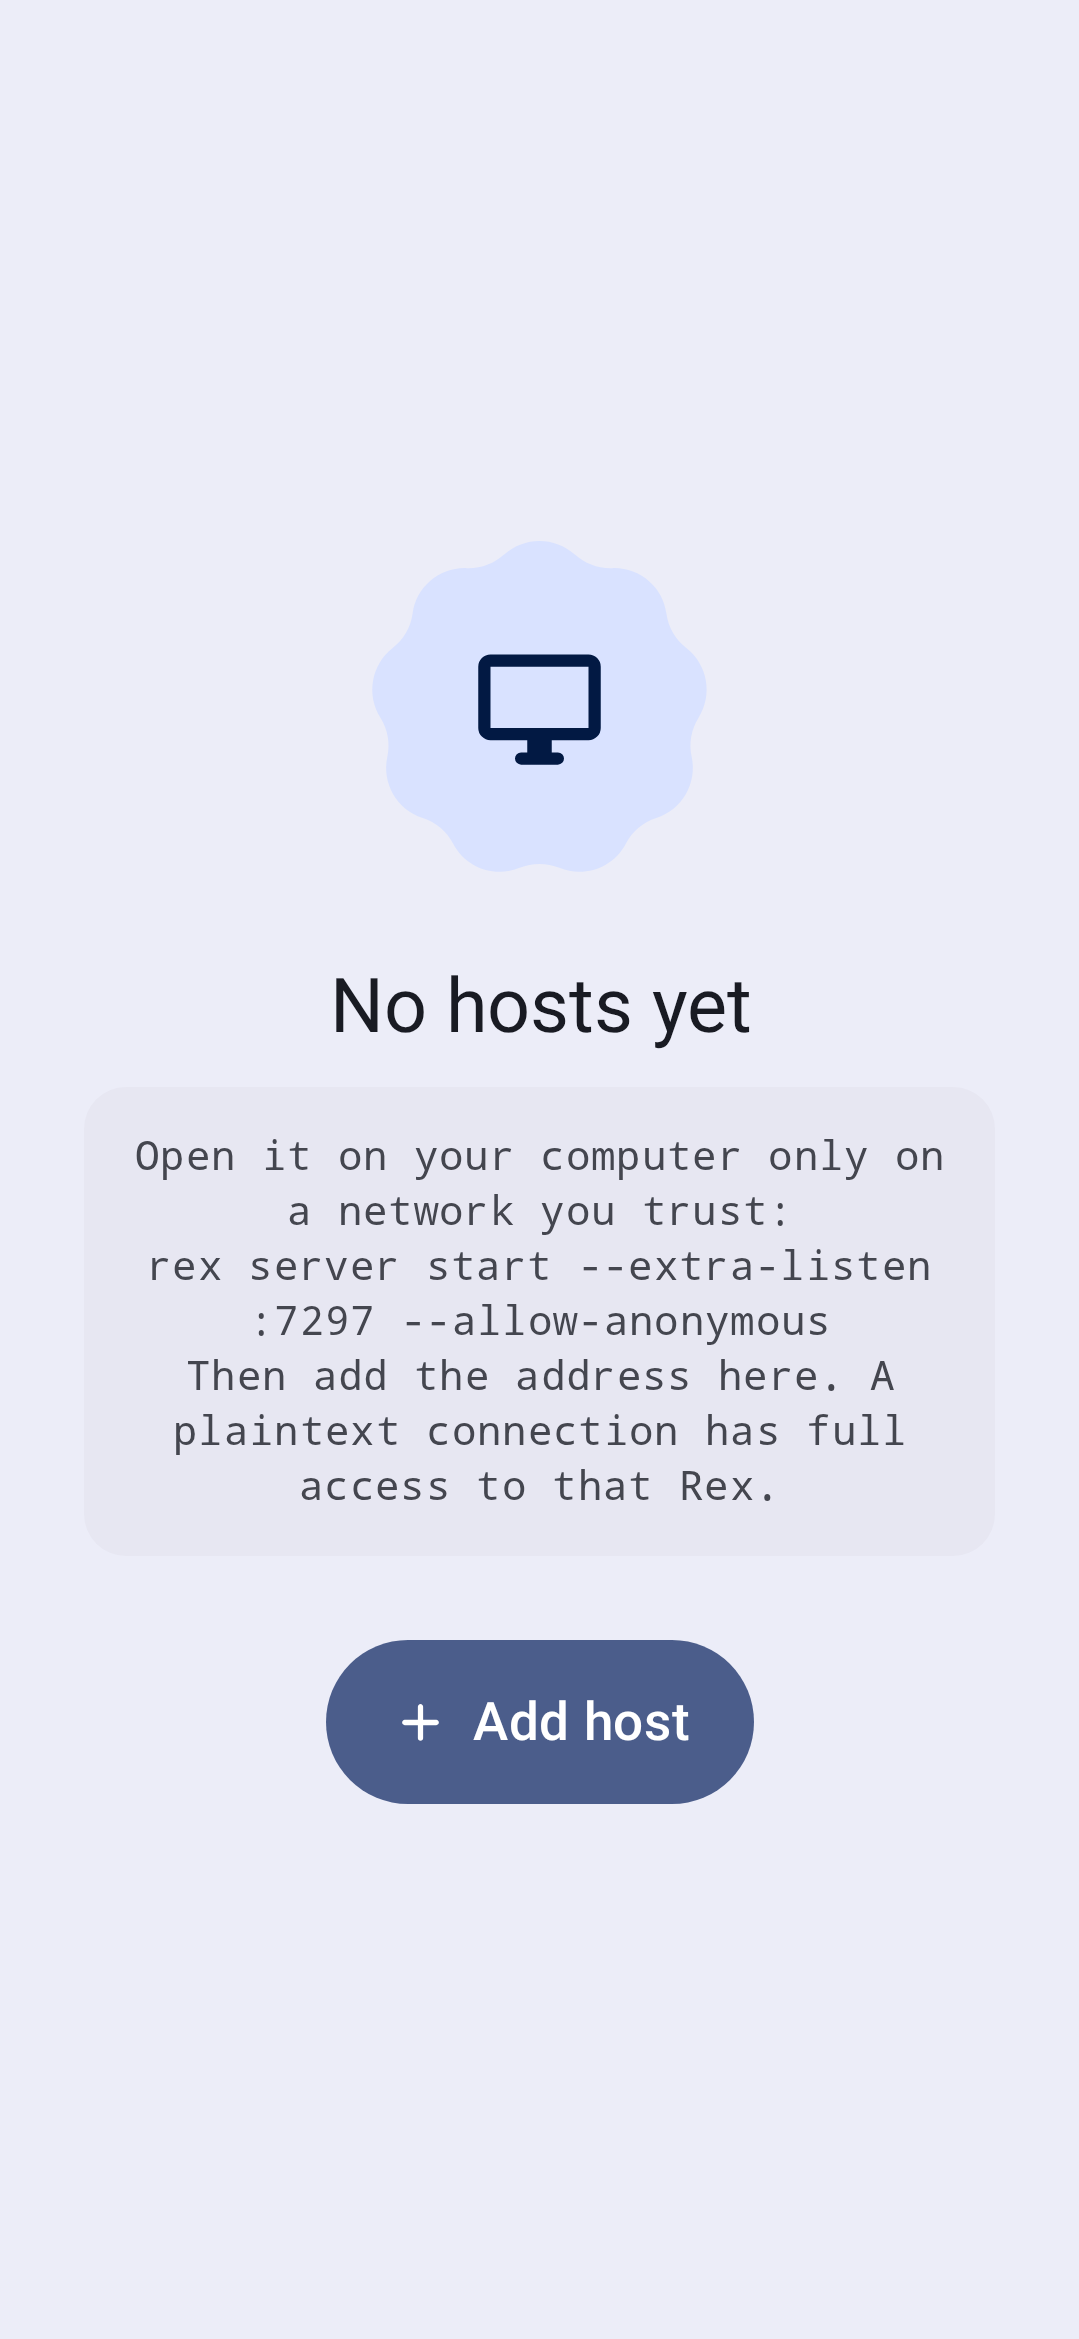 No hosts yet
Open it on your computer only on
a network you trust:
rex server start --extra-listen
:7297 --allow-anonymous
Then add the address here. A
plaintext connection has full
access to that Rex.
Add host